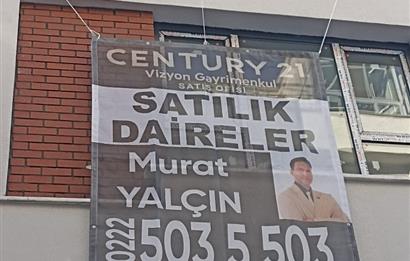 CENTURY 21
Vizyon Gayrimenkul
SATIŞ OFİSİ
SATILIK
DAİRELER
Murat
YALÇIN
0222
503 5 503